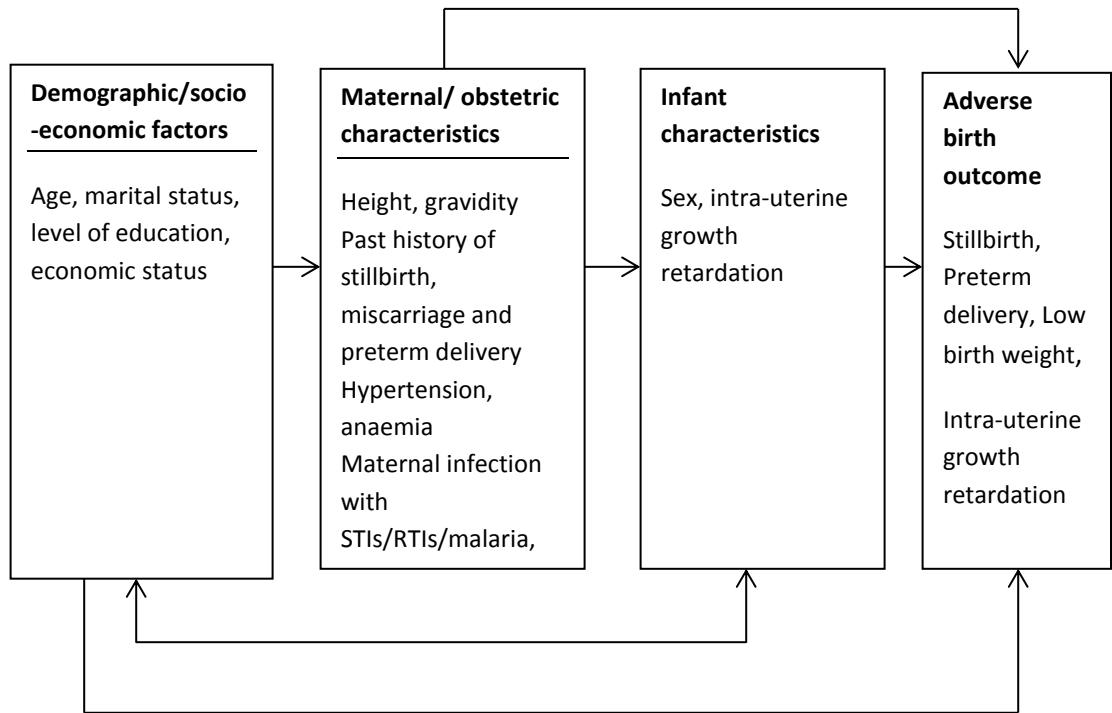 Demographic/socio
-economic factors
Age, marital status,
level of education,
economic status
Maternal/ obstetric
characteristics
Height, gravidity
Past history of
stillbirth,
miscarriage and
preterm delivery
Hypertension,
anaemia
Maternal infection
with
STIs/RTIs/malaria,
Infant
characteristics
Sex, intra-uterine
growth
retardation
Adverse
birth
outcome
Stillbirth,
Preterm
delivery, Low
birth weight,
Intra-uterine
growth
retardation